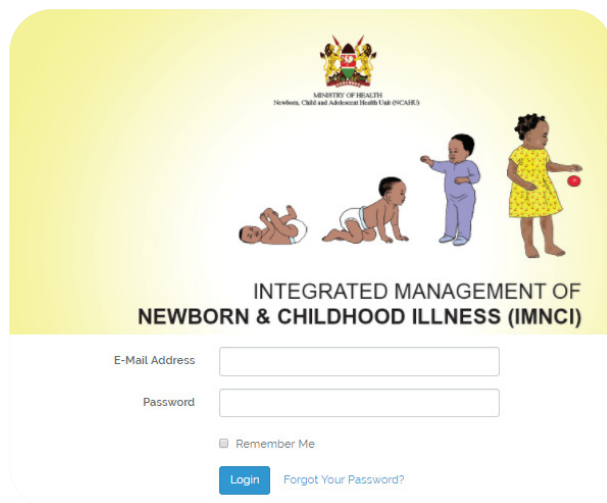 MINISTRY OF HEALTH
Newborn, Child and Adolescent Health Unit (NCAHU)
INTEGRATED MANAGEMENT OF
NEWBORN & CHILDHOOD ILLNESS (IMNCI)
E-Mail Address
Password
Remember Me
Login Forgot Your Password?